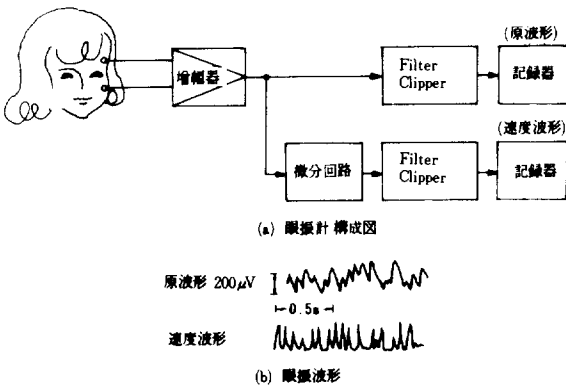 (原波形)
増幅器
Filter
Clipper
記録器
(速度波形)
微分回路
Filter
Clipper
記録器
(a) 眼振計構成図
原波形 200μV
0.5s
速度波形
(b) 眼振波形